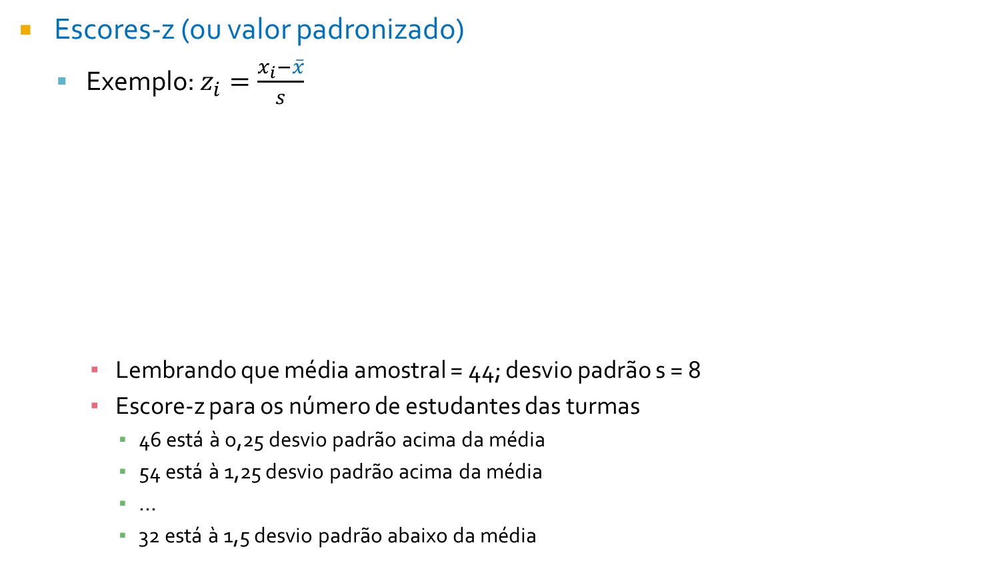 Escores-z (ou valor padronizado)
Exemplo: $z_i = \frac{x_i - \bar{x}}{s}$
Lembrando que média amostral = 44; desvio padrão s = 8
Escore-z para os número de estudantes das turmas
46 está à 0,25 desvio padrão acima da média
54 está à 1,25 desvio padrão acima da média
...
32 está à 1,5 desvio padrão abaixo da média